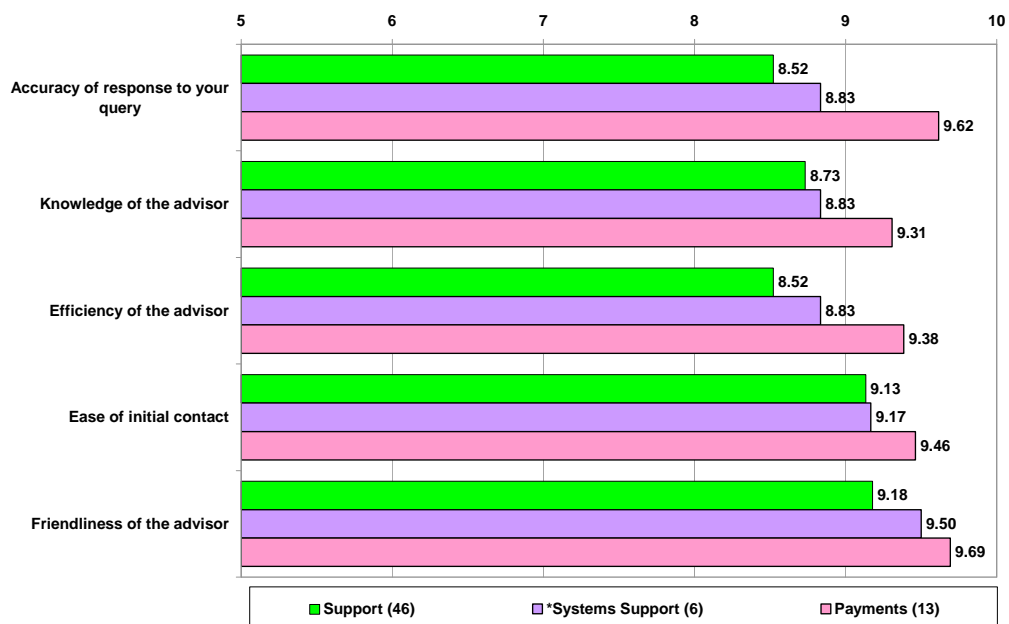 5 6 7 8 9 10
Accuracy of response to your
query
8.52
8.83
9.62
Knowledge of the advisor
8.73
8.83
9.31
Efficiency of the advisor
8.52
8.83
9.38
Ease of initial contact
9.13
9.17
9.46
Friendliness of the advisor
9.18
9.50
9.69
Support (46) *Systems Support (6) Payments (13)